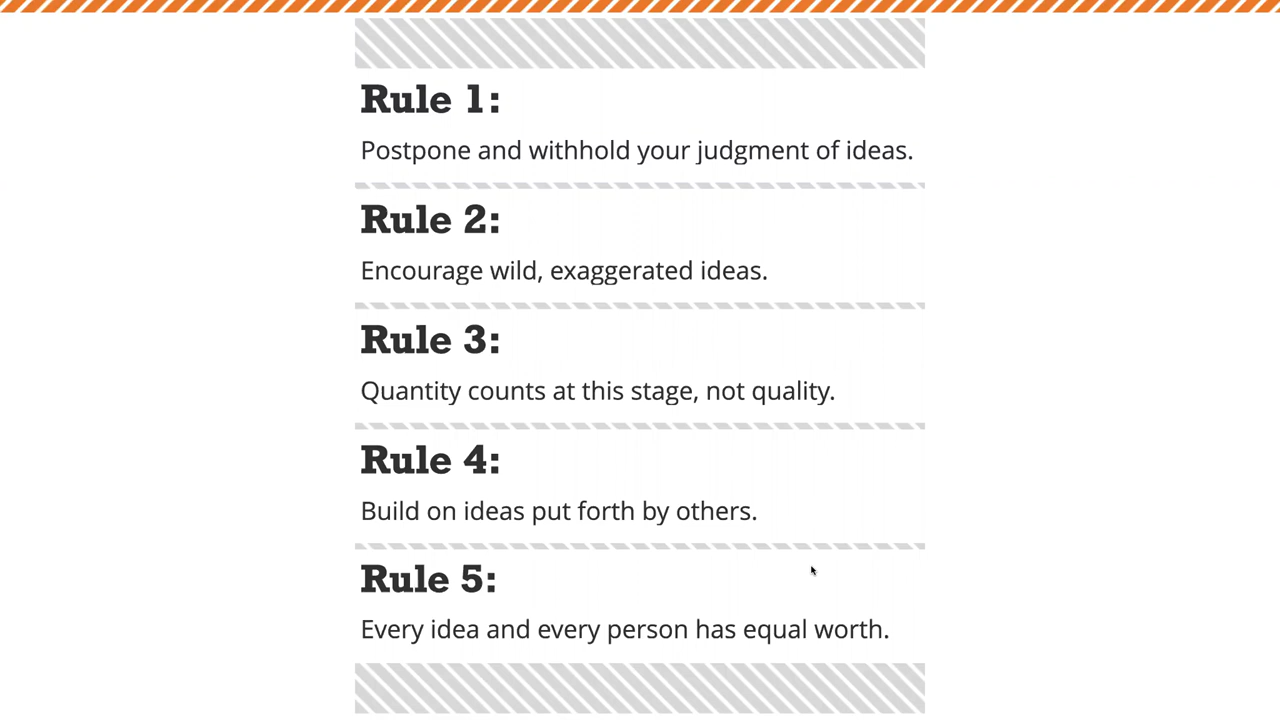 Rule 1:
Postpone and withhold your judgment of ideas.
Rule 2:
Encourage wild, exaggerated ideas.
Rule 3:
Quantity counts at this stage, not quality.
Rule 4:
Build on ideas put forth by others.
Rule 5:
Every idea and every person has equal worth.